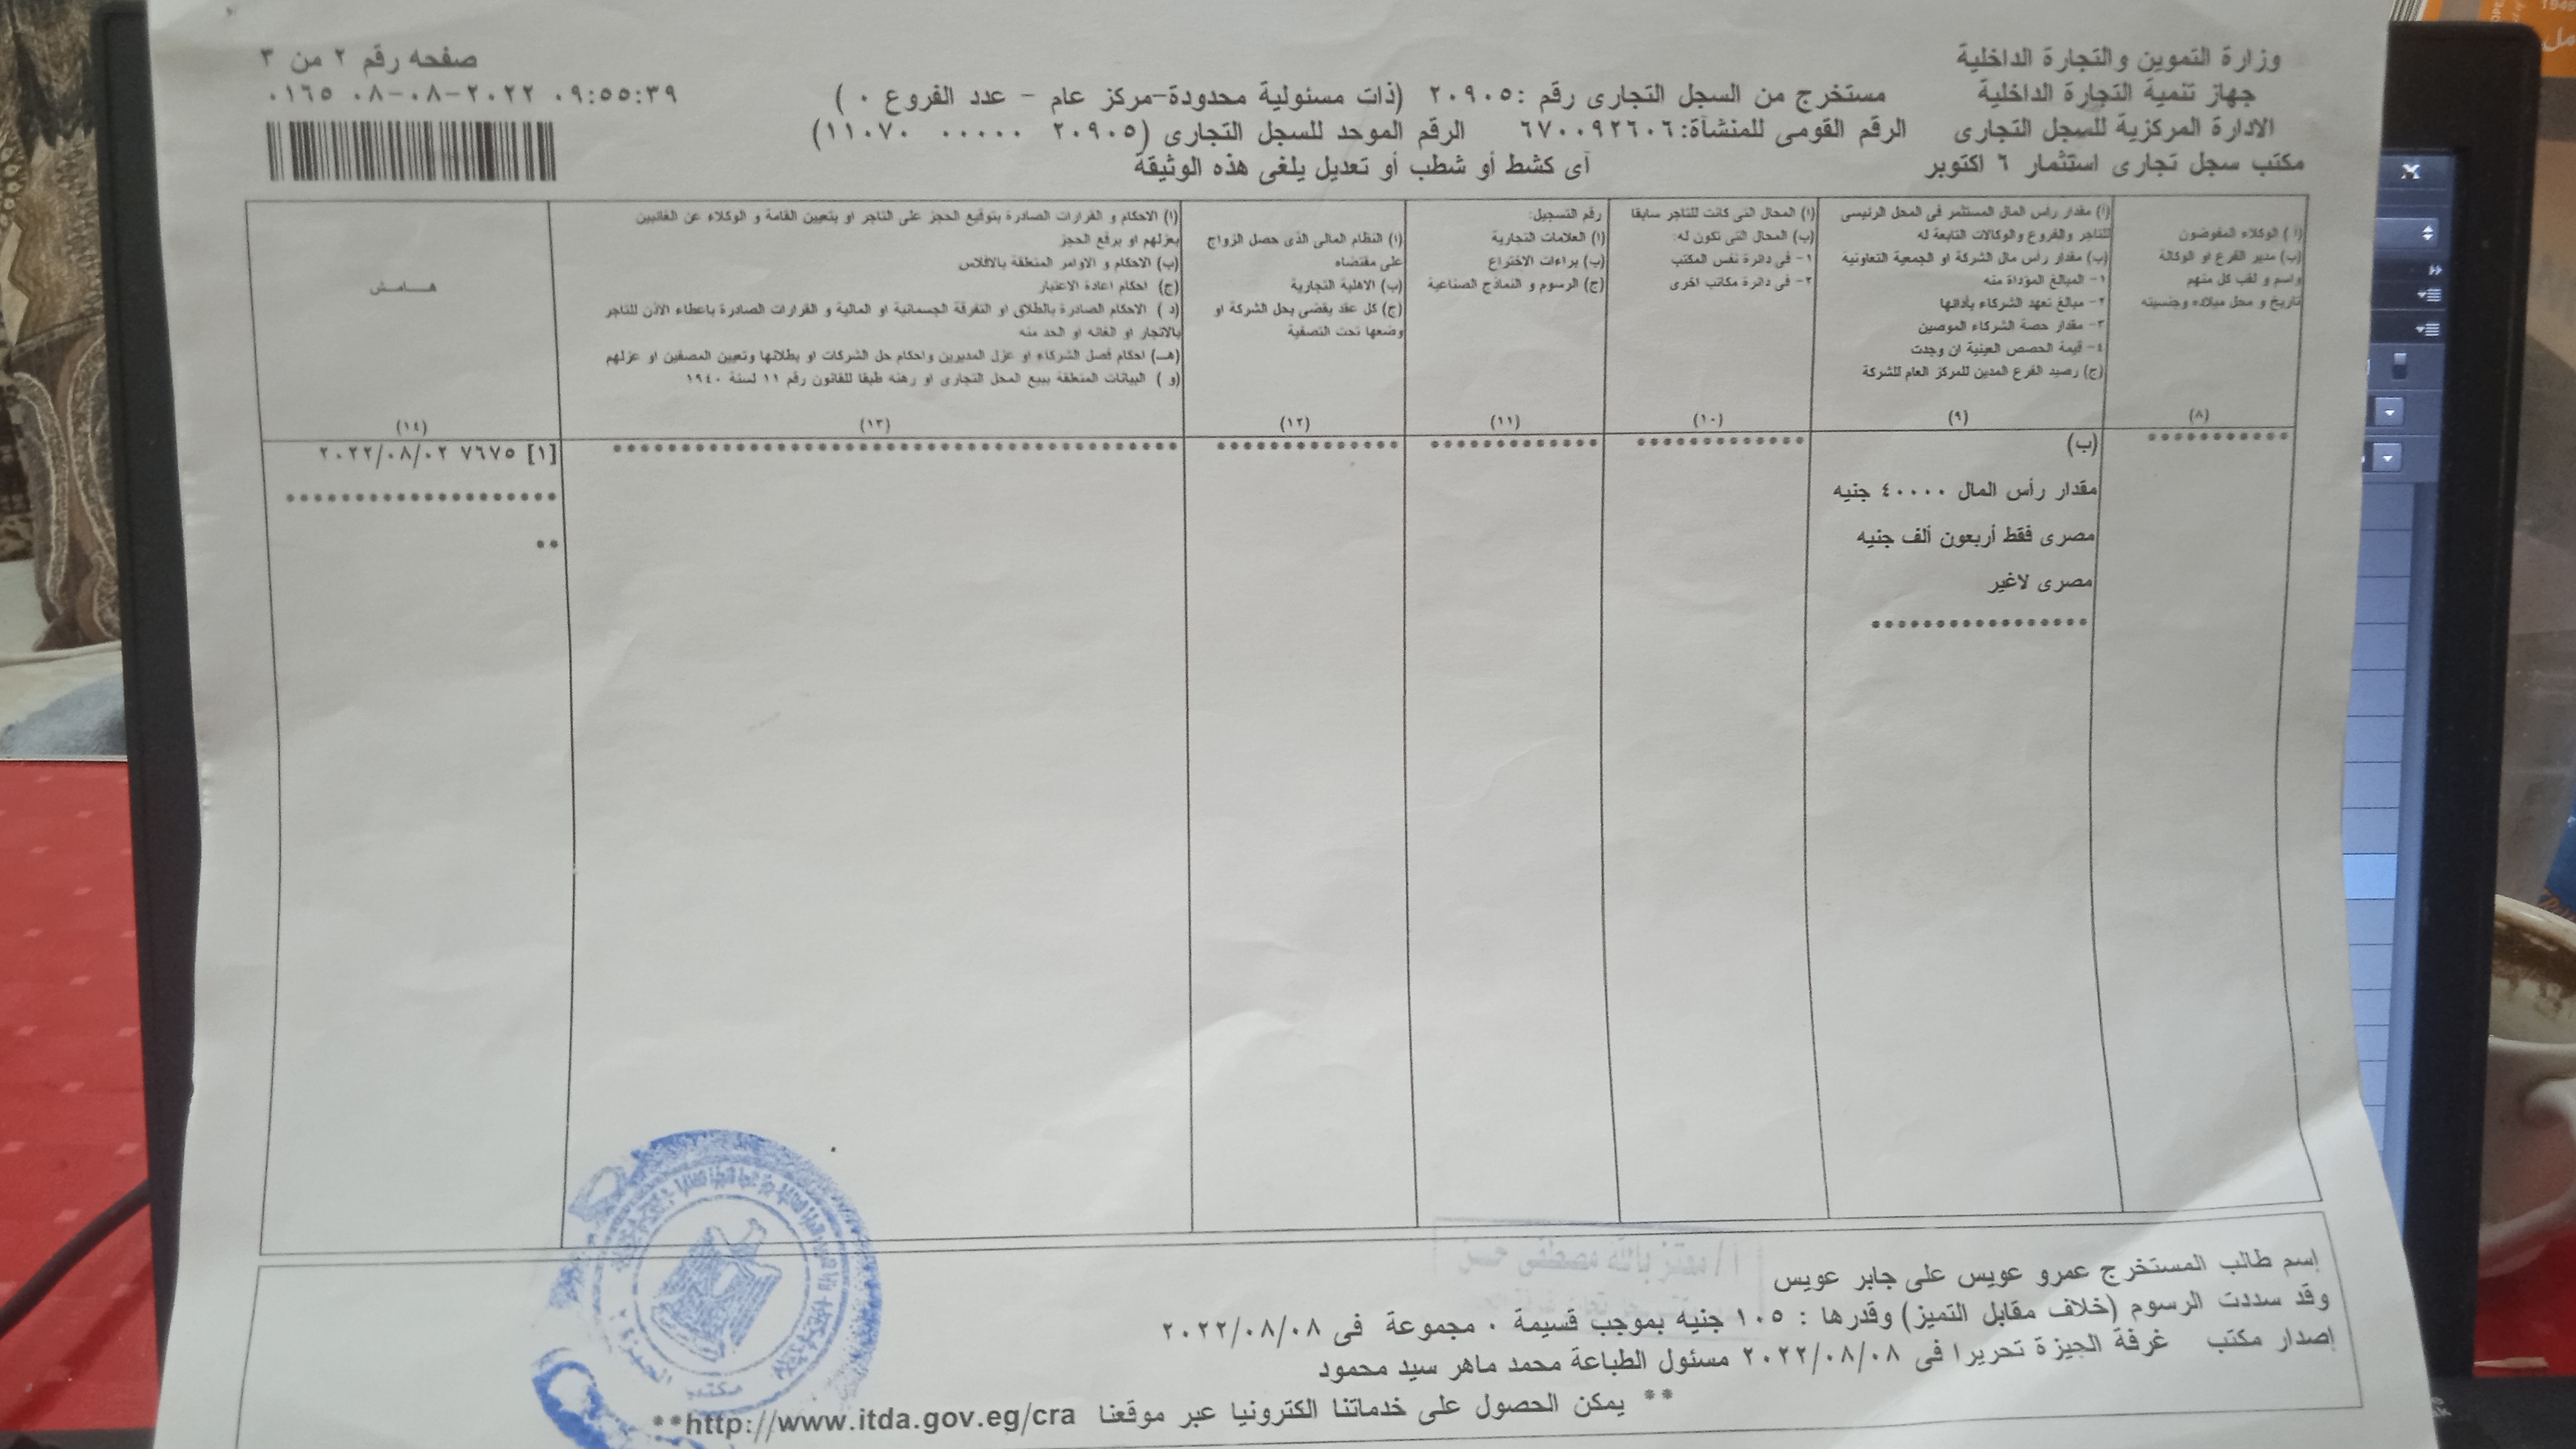 وزارة التموين والتجارة الداخلية
جهاز تنمية التجارة الداخلية
الادارة المركزية للسجل التجارى
مكتب سجل تجارى استثمار ٦ اكتوبر
مستخرج من السجل التجارى رقم :٢٠٩٠٥ (ذات مسئولية محدودة-مركز عام - عدد الفروع ٠ )
الرقم القومى للمنشآة:٦٧٠٠٩٢٦٠٦ الرقم الموحد للسجل التجارى (٢٠٩٠٥ ٠٠٠٠٠ ١١٠٧٠)
آى كشط أو شطب أو تعديل يلغى هذه الوثيقة
صفحه رقم ٢ من ٣
٠٩:٥٥:٣٩ ٢٠٢٢-٠٨-٠٨ ٠١٦٥
(ا ) الوكلاء المفوضون
(ب) مدير الفرع او الوكالة
واسم و لقب كل منهم
تاريخ و محل ميلاده وجنسيته
(٨)
(ا) مقدار رأس المال المستثمر فى المحل الرئيسى
للتاجر والفروع والوكالات التابعة له
(ب) مقدار رأس مال الشركة او الجمعية التعاونية
١- المبالغ المؤداة منه
٢- مبالغ تعهد الشركاء بأدائها
٣- مقدار حصة الشركاء الموصين
٤- قيمة الحصص العينية ان وجدت
(ج) رصيد الفرع المدين للمركز العام للشركة
(٩)
(ا) المحال التى كانت للتاجر سابقا
(ب) المحال التى تكون له:
١- فى دائرة نفس المكتب
٢- فى دائرة مكاتب اخرى
(١٠)
رقم التسجيل:
(ا) العلامات التجارية
(ب) براءات الاختراع
(ج) الرسوم و النماذج الصناعية
(١١)
(ا) النظام المالى الذى حصل الزواج
على مقتضاه
(ب) الاهلية التجارية
(ج) كل عقد يقضى بحل الشركة او
وضعها تحت التصفية
(١٢)
(ا) الاحكام و القرارات الصادرة بتوقيع الحجز على التاجر او بتعيين القامة و الوكلاء عن الغائبين
بعزلهم او برفع الحجز
(ب) الاحكام و الاوامر المتعلقة بالافلاس
(ج) احكام اعادة الاعتبار
(د ) الاحكام الصادرة بالطلاق او التفرقة الجسمانية او المالية و القرارات الصادرة باعطاء الاذن للتاجر
بالاتجار او الغائه او الحد منه
(هـ) احكام فصل الشركاء او عزل المديرين واحكام حل الشركات او بطلانها وتعيين المصفين او عزلهم
(و ) البيانات المتعلقة ببيع المحل التجارى او رهنه طبقا للقانون رقم ١١ لسنة ١٩٤٠
(١٣)
هـــامـــش
(١٤)
(ب)
مقدار رأس المال ٤٠٠٠٠ جنيه
مصرى فقط أربعون ألف جنيه
مصرى لاغير
[١] ٧٦٧٥ ٢٠٢٢/٠٨/٠٢
ا / معتز بالله مصطفى حسن
إسم طالب المستخرج عمرو عويس على جابر عويس
وقد سددت الرسوم (خلاف مقابل التميز) وقدرها : ١٠٥ جنيه بموجب قسيمة ٠ مجموعة فى ٢٠٢٢/٠٨/٠٨
إصدار مكتب غرفة الجيزة تحريرا فى ٢٠٢٢/٠٨/٠٨ مسئول الطباعة محمد ماهر سيد محمود
** يمكن الحصول على خدماتنا الكترونيا عبر موقعنا http://www.itda.gov.eg/cra**